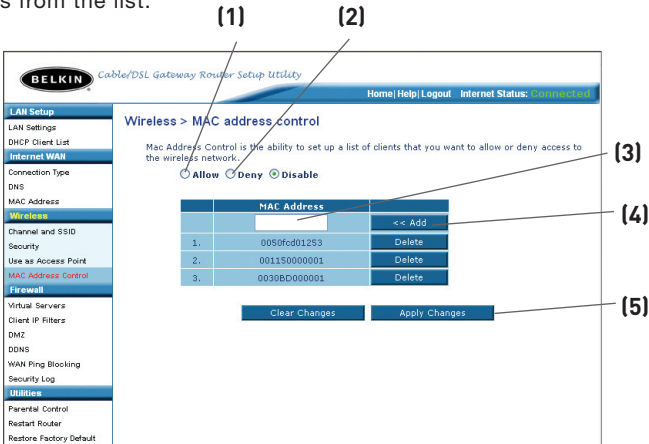 s from the list.
(1) (2)
BELKIN Cable/DSL Gateway Router Setup Utility
Home|Help|Logout Internet Status: Connected
LAN Setup
LAN Settings
DHCP Client List
Internet WAN
Connection Type
DNS
MAC Address
Wireless
Channel and SSID
Security
Use as Access Point
MAC Address Control
Firewall
Virtual Servers
Client IP Filters
DMZ
DDNS
WAN Ping Blocking
Security Log
Utilities
Parental Control
Restart Router
Restore Factory Default
Wireless > MAC address control
Mac Address Control is the ability to set up a list of clients that you want to allow or deny access to
the wireless network.
Allow Deny Disable
MAC Address
<< Add
1. 0050fcd01253 Delete
2. 001150000001 Delete
3. 0030BD000001 Delete
Clear Changes Apply Changes
(3)
(4)
(5)